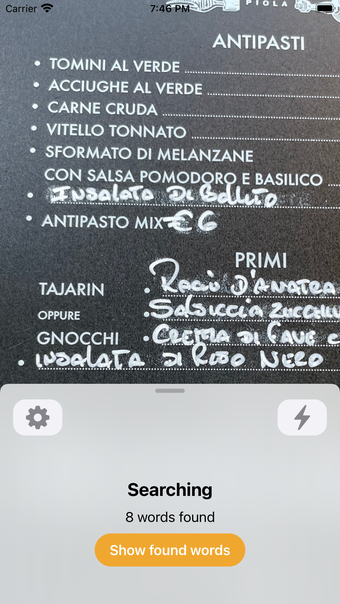 Carrier 7:46 PM
PIOLA
ANTIPASTI
• TOMINI AL VERDE
• ACCIUGHE AL VERDE
• CARNE CRUDA
• VITELLO TONNATO
• SFORMATO DI MELANZANE
CON SALSA POMODORO E BASILICO
• INSALATA DI Bollito
• ANTIPASTO MIX €6
PRIMI
TAJARIN • RAGÙ D'ANATRA
OPPURE • SALSICCIA ZUCCHIN
GNOCCHI • CREMA DI FAVE
• INSALATA DI RISO NERO
Searching
8 words found
Show found words